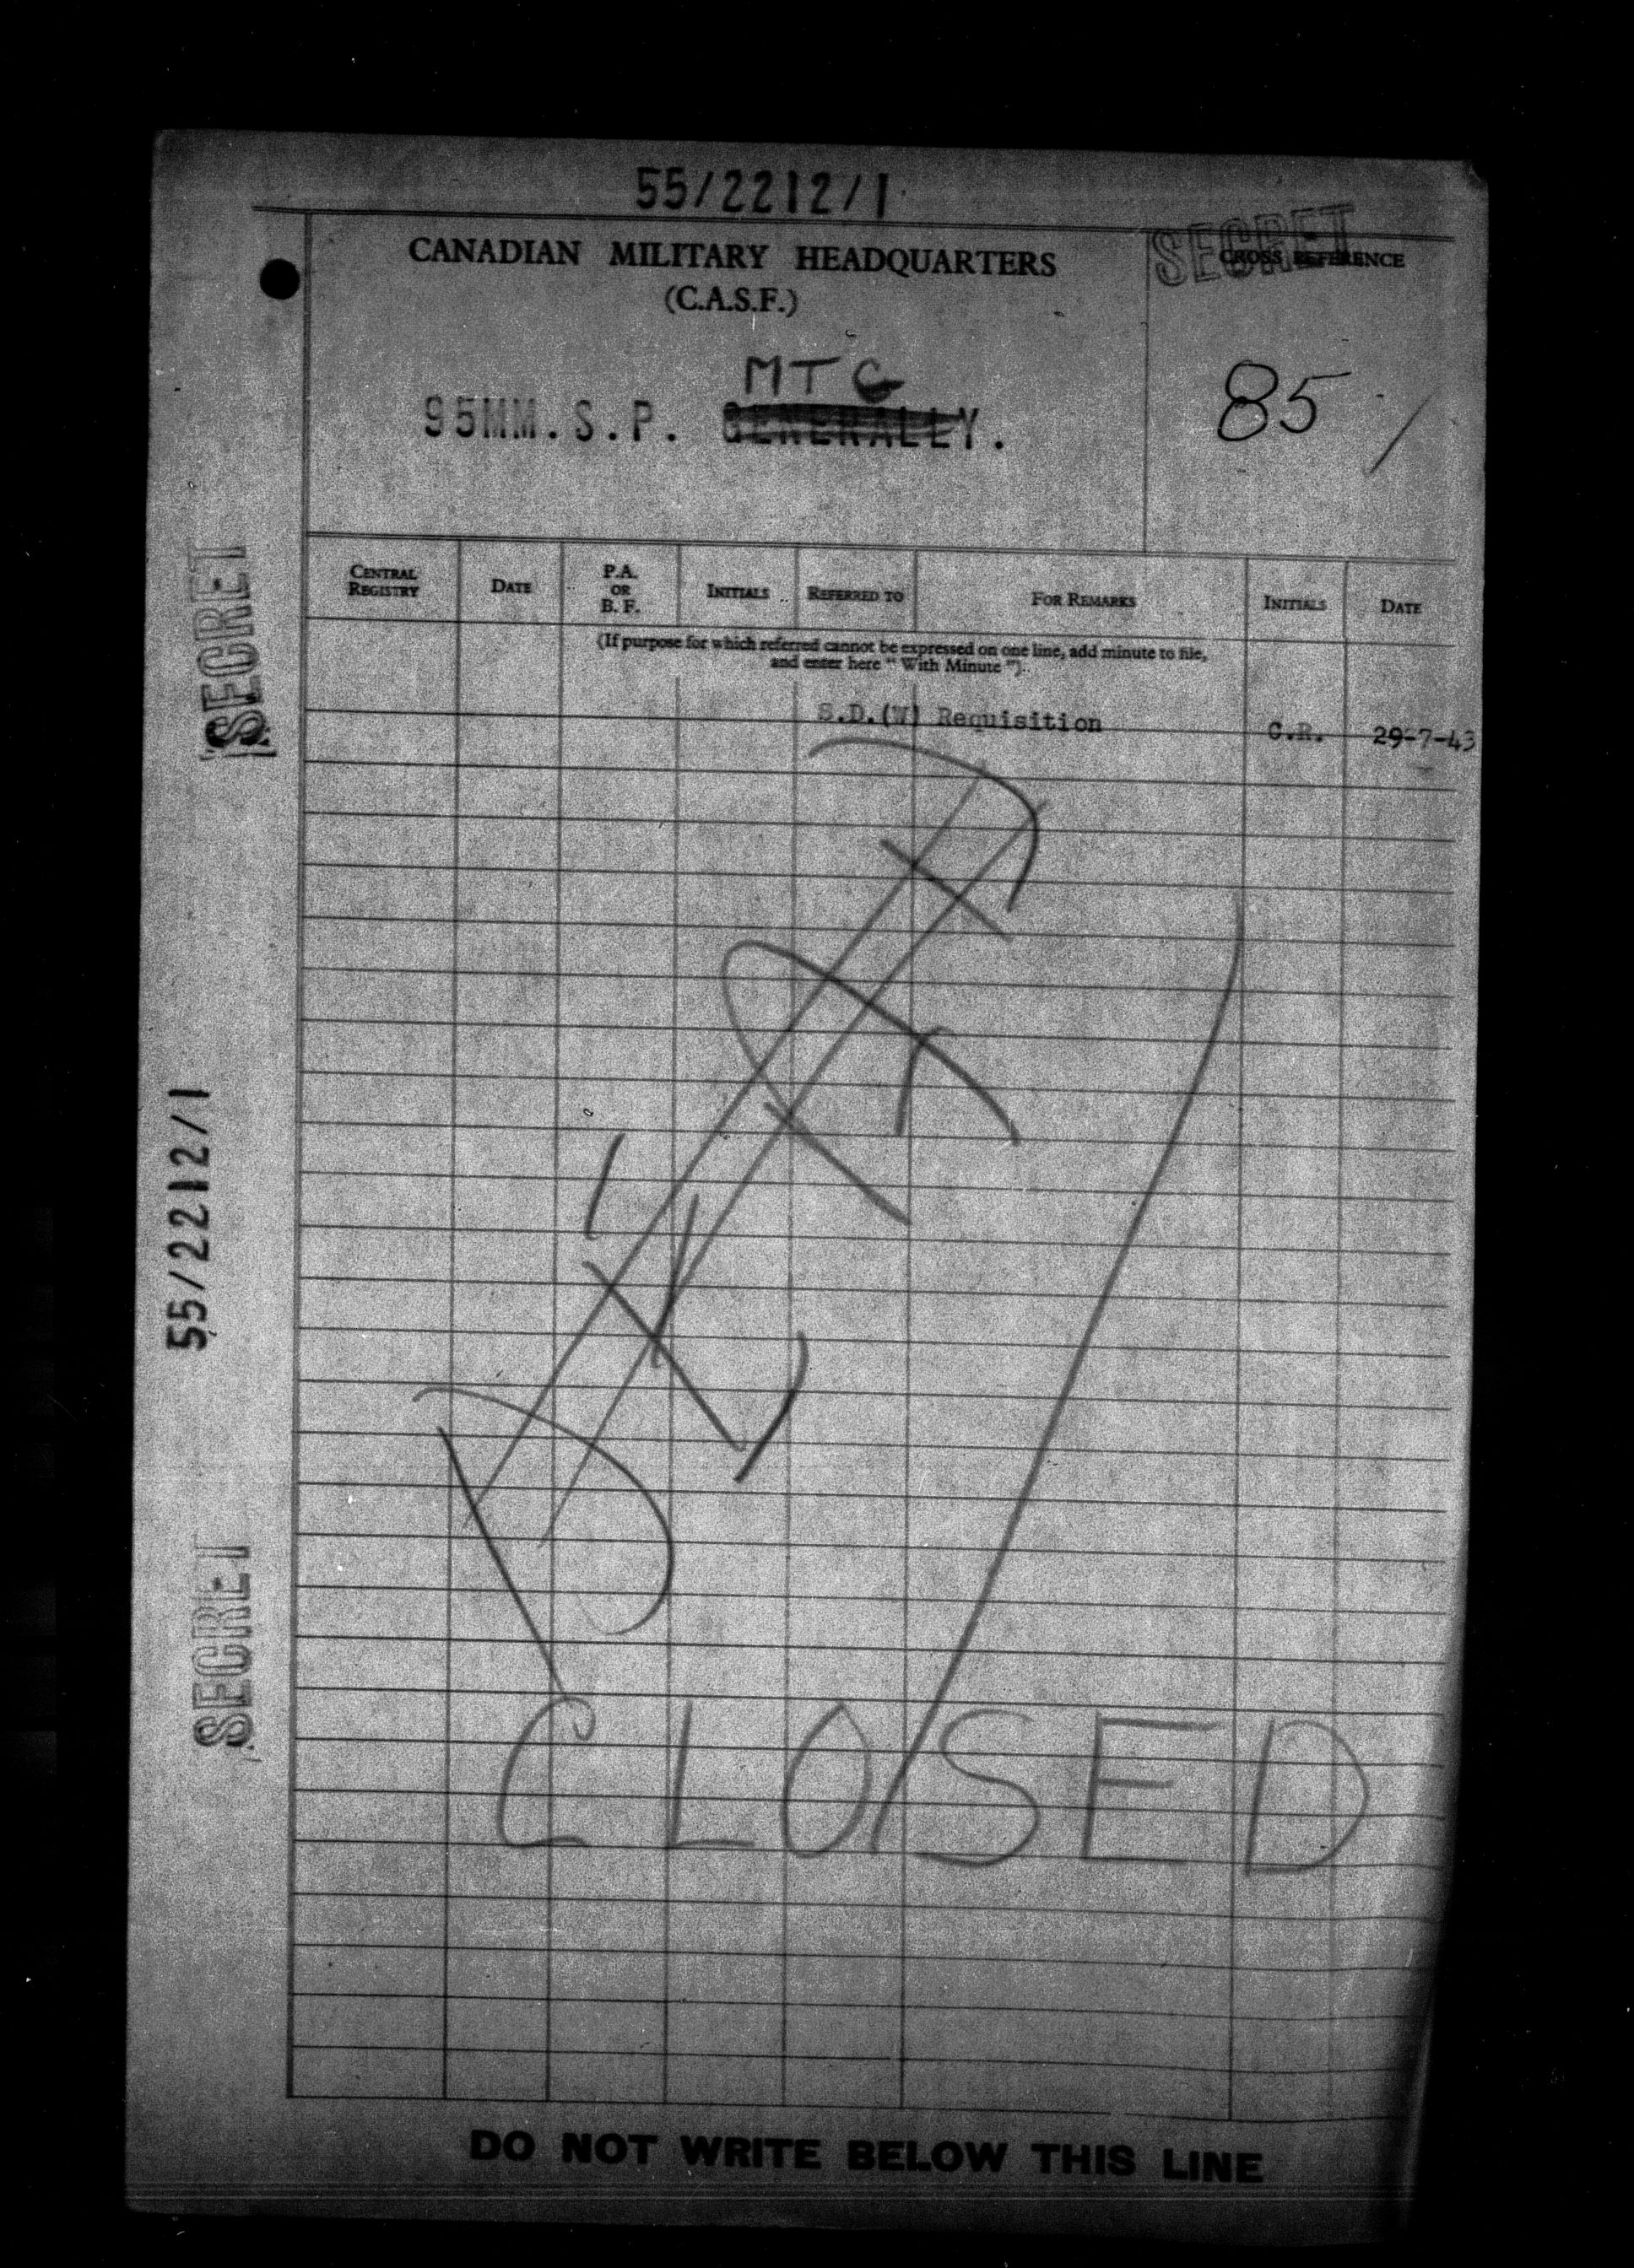 55/2212/1
CANADIAN MILITARY HEADQUARTERS
(C.A.S.F.)
SECRET
CROSS REFERENCE
MTG
95MM.S.P. GENERALLY.
85
CENTRAL REGISTRY
DATE
P.A. OR B. F.
INITIALS
REFERRED TO
FOR REMARKS
INITIALS
DATE
(If purpose for which referred cannot be expressed on one line, add minute to file,
and enter here " With Minute ")..
S.D.(W) Requisition C.R. 29-7-43
SECRET
55/2212/1
SECRET
CLOSED
DO NOT WRITE BELOW THIS LINE